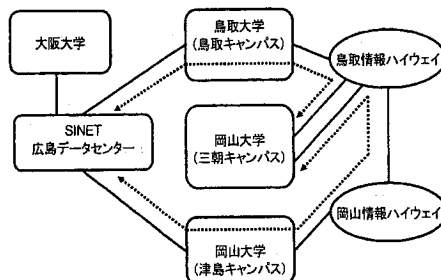 大阪大学
鳥取大学
(鳥取キャンパス)
鳥取情報ハイウェイ
SINET
広島データセンター
岡山大学
(三朝キャンパス)
岡山情報ハイウェイ
岡山大学
(津島キャンパス)